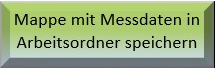 Mappe mit Messdaten in
Arbeitsordner speichern